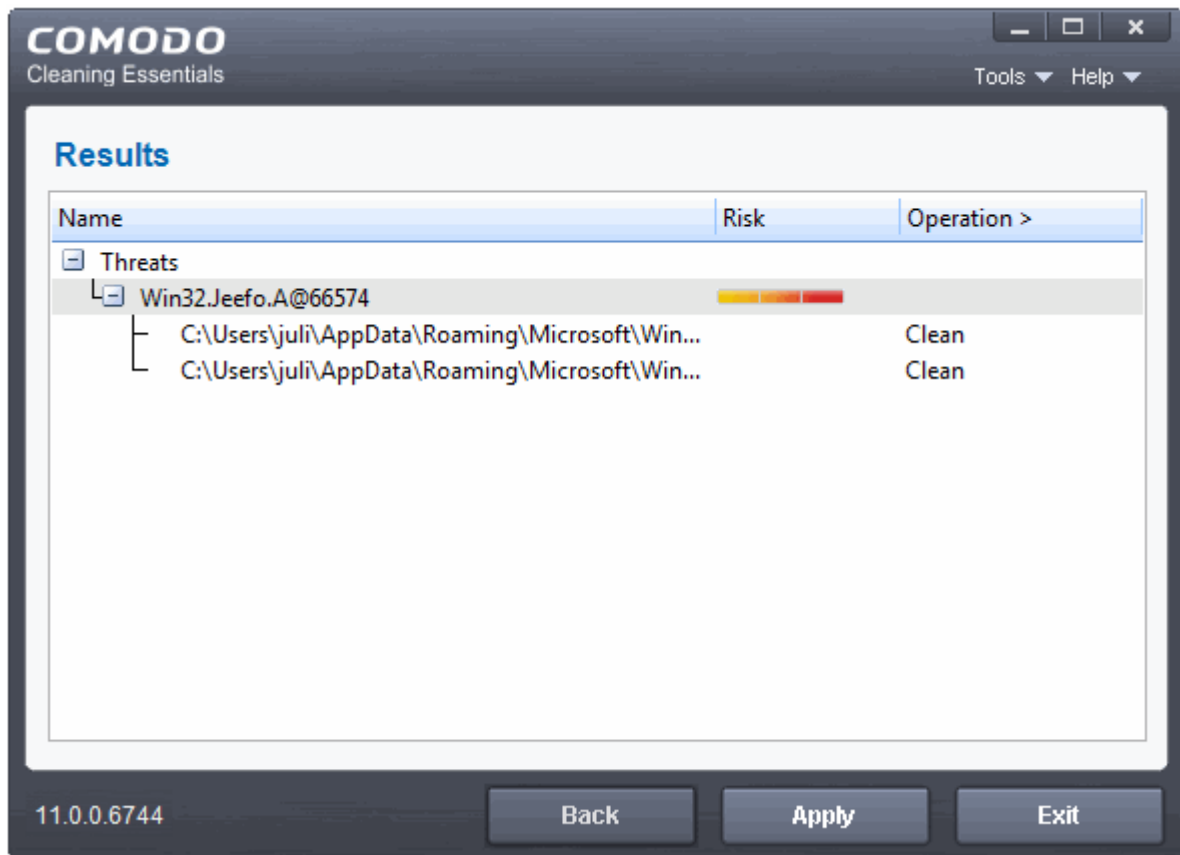 COMODO
Cleaning Essentials
Tools Help
Results
Name Risk Operation >
Threats
Win32.Jeefo.A@66574
C:\Users\juli\AppData\Roaming\Microsoft\Win... Clean
C:\Users\juli\AppData\Roaming\Microsoft\Win... Clean
11.0.0.6744 Back Apply Exit